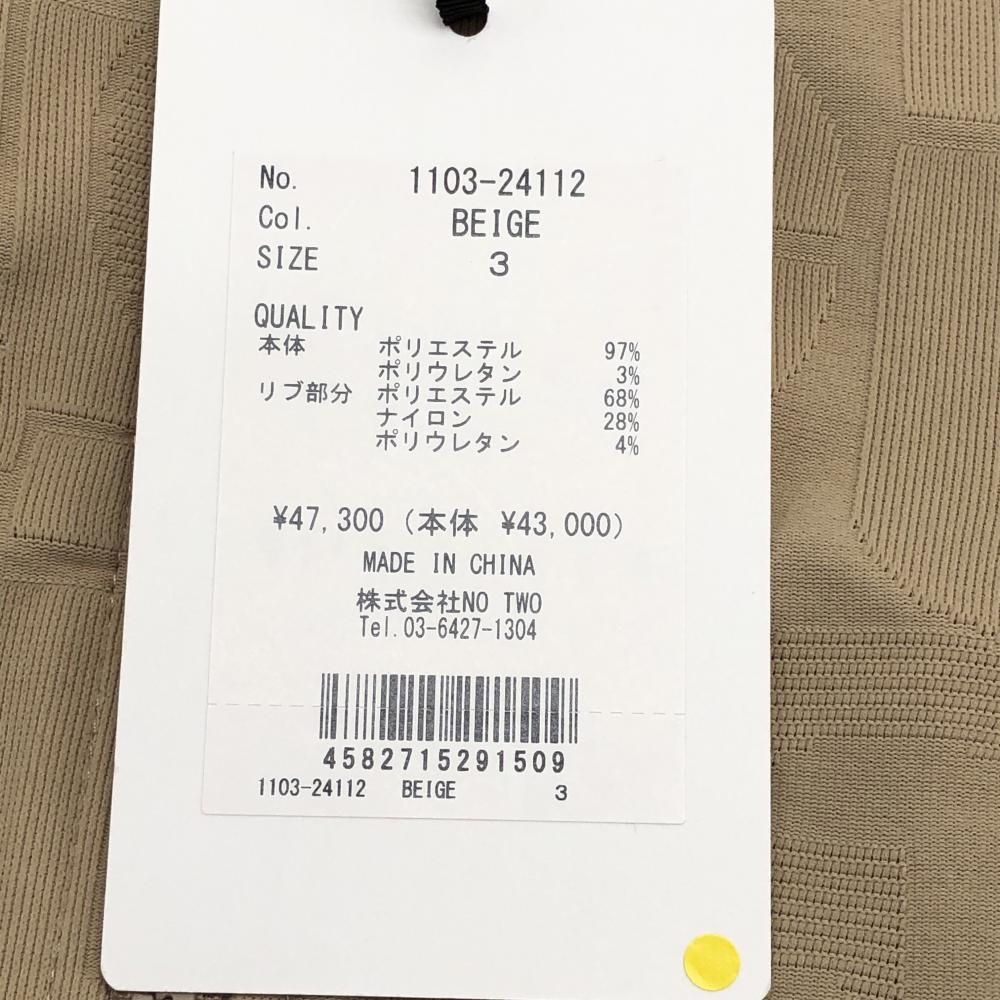 No. 1103-24112
Col. BEIGE
SIZE 3
QUALITY
本体 ポリエステル 97%
ポリウレタン 3%
リブ部分 ポリエステル 68%
ナイロン 28%
ポリウレタン 4%
¥47,300 (本体 ¥43,000)
MADE IN CHINA
株式会社NO TWO
Tel.03-6427-1304
4582715291509
1103-24112 BEIGE 3